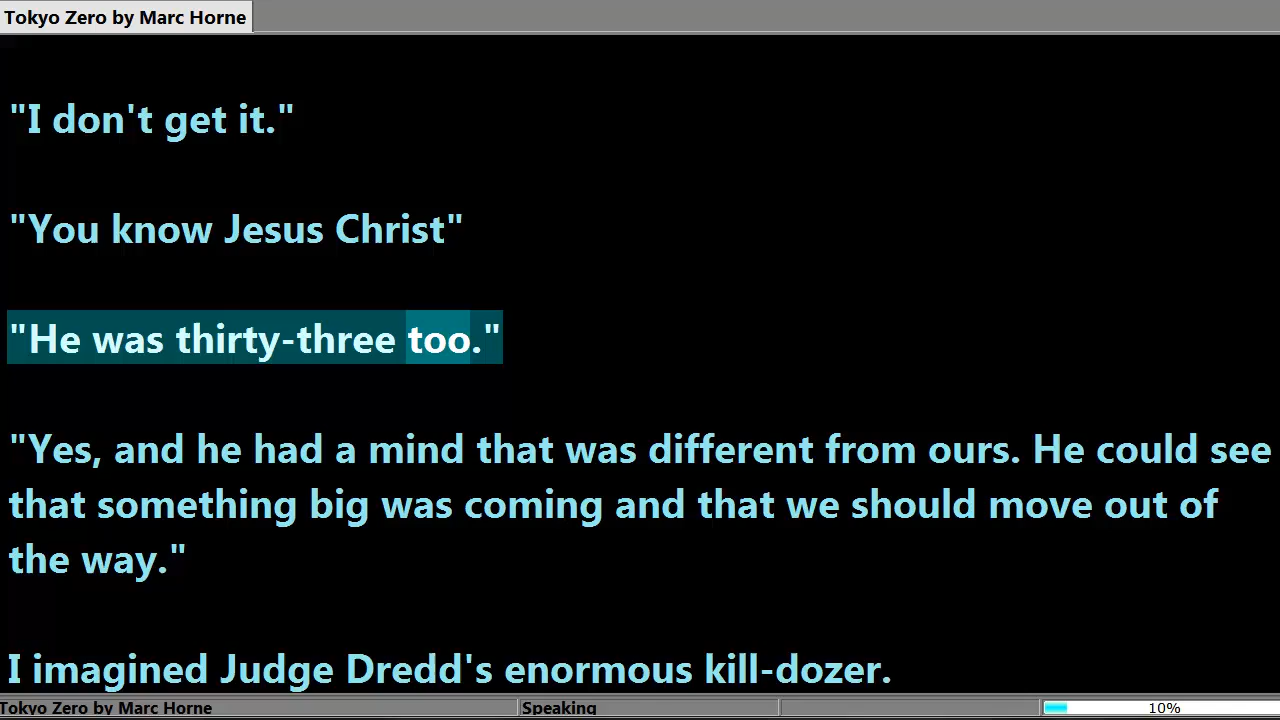 Tokyo Zero by Marc Horne
"I don't get it."
"You know Jesus Christ"
"He was thirty-three too."
"Yes, and he had a mind that was different from ours. He could see
that something big was coming and that we should move out of
the way."
I imagined Judge Dredd's enormous kill-dozer.
Tokyo Zero by Marc Horne
Speaking
10%